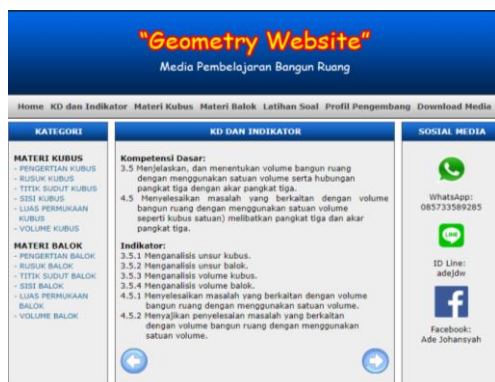 "Geometry Website"
Media Pembelajaran Bangun Ruang
Home KD dan Indikator Materi Kubus Materi Balok Latihan Soal Profil Pengembang Download Media
KATEGORI
MATERI KUBUS
- PENGERTIAN KUBUS
- RUSUK KUBUS
- TITIK SUDUT KUBUS
- SISI KUBUS
- LUAS PERMUKAAN
KUBUS
- VOLUME KUBUS
MATERI BALOK
- PENGERTIAN BALOK
- RUSUK BALOK
- TITIK SUDUT BALOK
- SISI BALOK
- LUAS PERMUKAAN
BALOK
- VOLUME BALOK
KD DAN INDIKATOR
Kompetensi Dasar:
3.5 Menjelaskan, dan menentukan volume bangun ruang
dengan menggunakan satuan volume serta hubungan
pangkat tiga dengan akar pangkat tiga.
4.5 Menyelesaikan masalah yang berkaitan dengan volume
bangun ruang dengan menggunakan satuan volume
seperti kubus satuan) melibatkan pangkat tiga dan akar
pangkat tiga.
Indikator:
3.5.1 Menganalisis unsur kubus.
3.5.2 Menganalisis unsur balok.
3.5.3 Menganalisis volume kubus.
3.5.4 Menganalisis volume balok.
4.5.1 Menyelesaikan masalah yang berkaitan dengan volume
bangun ruang dengan menggunakan satuan volume.
4.5.2 Menyajikan penyelesaian masalah yang berkaitan
dengan volume bangun ruang dengan menggunakan
satuan volume.
SOSIAL MEDIA
WhatsApp:
085733589285
LINE
ID Line:
adejdw
f
Facebook:
Ade Johansyah